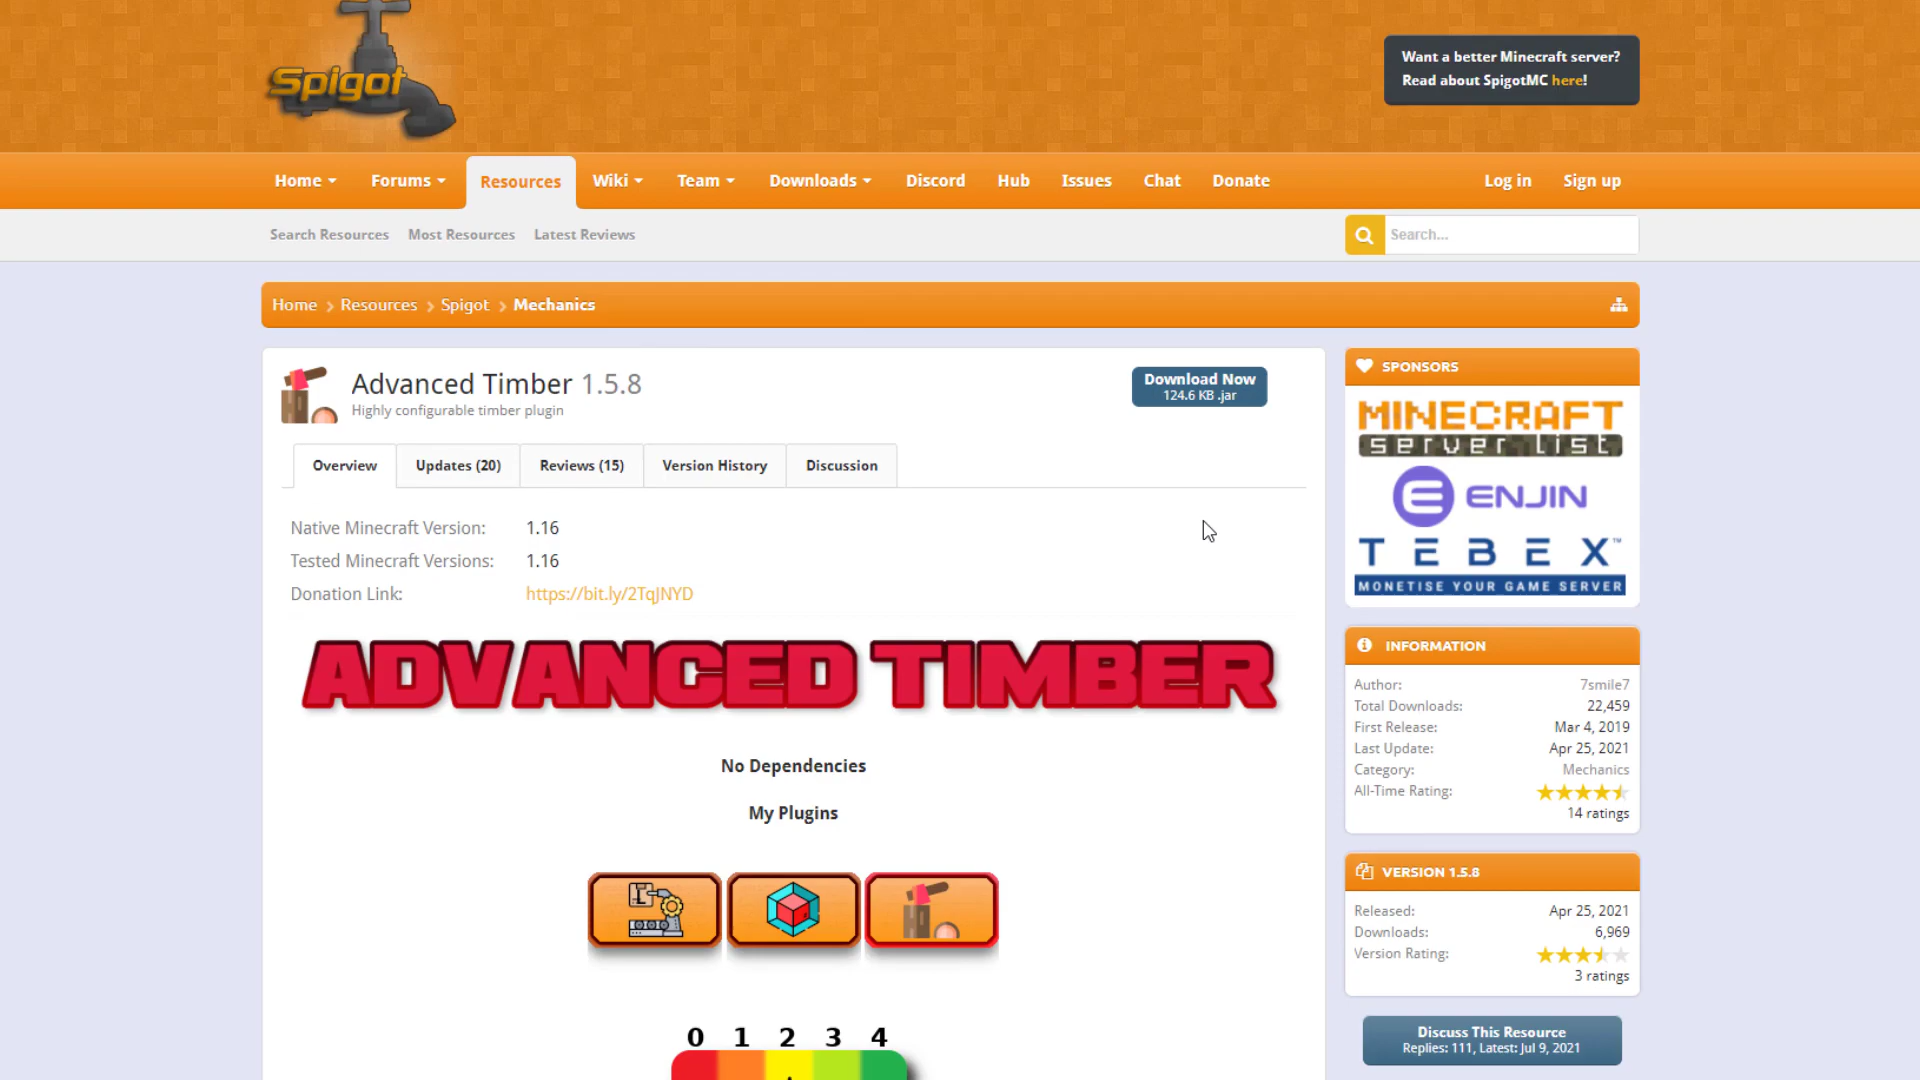 Spigot
Want a better Minecraft server?
Read about SpigotMC here!
Home Forums Resources Wiki Team Downloads Discord Hub Issues Chat Donate Log in Sign up
Search Resources Most Resources Latest Reviews Search...
Home Resources Spigot Mechanics
Advanced Timber 1.5.8
Highly configurable timber plugin
Download Now
124.6 KB .jar
Overview Updates (20) Reviews (15) Version History Discussion
Native Minecraft Version: 1.16
Tested Minecraft Versions: 1.16
Donation Link: https://bit.ly/2TqJNYD
ADVANCED TIMBER
No Dependencies
My Plugins
0 1 2 3 4
SPONSORS
MINECRAFT
server list
ENJIN
TEBEX™
MONETISE YOUR GAME SERVER
INFORMATION
Author: 7smile7
Total Downloads: 22,459
First Release: Mar 4, 2019
Last Update: Apr 25, 2021
Category: Mechanics
All-Time Rating:
14 ratings
VERSION 1.5.8
Released: Apr 25, 2021
Downloads: 6,969
Version Rating:
3 ratings
Discuss This Resource
Replies: 111, Latest: Jul 9, 2021